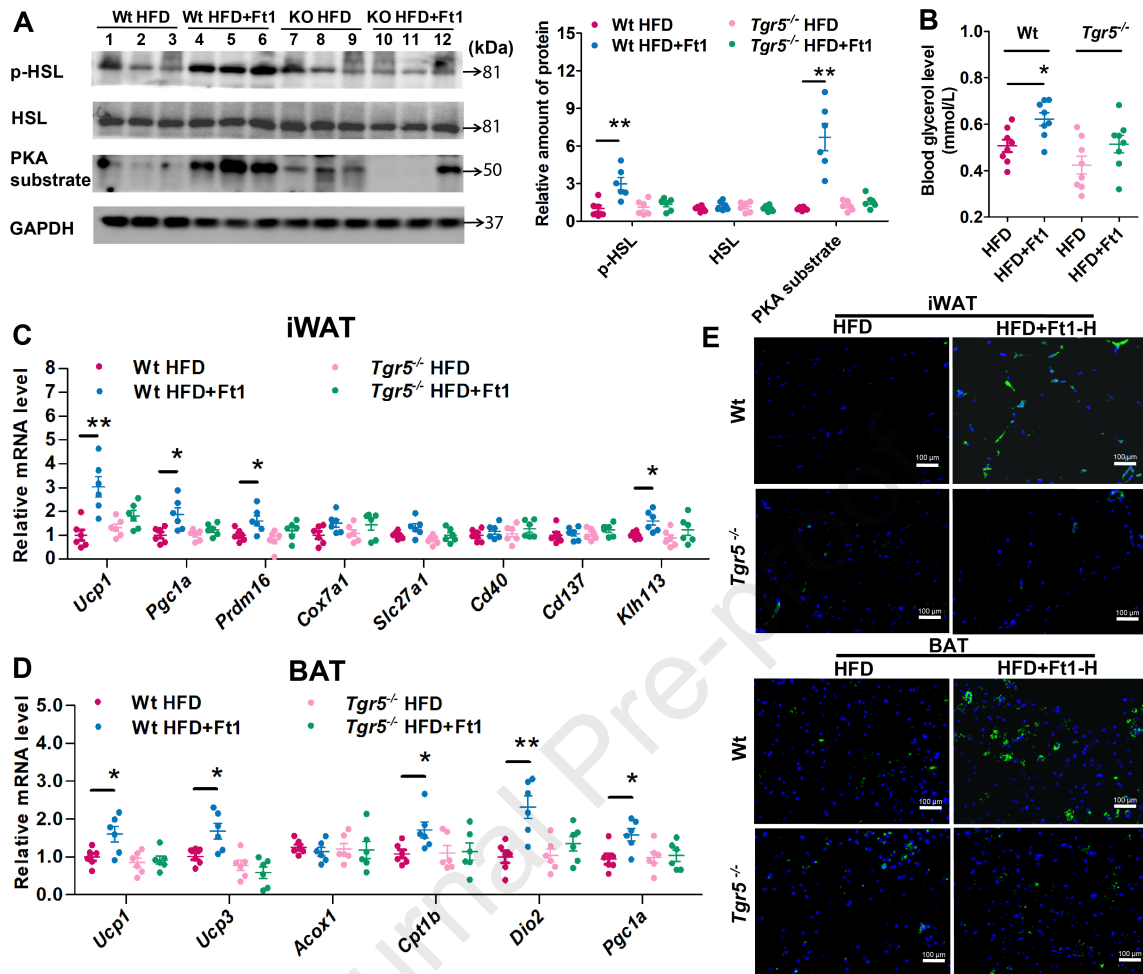 A
Wt HFD Wt HFD+Ft1 KO HFD KO HFD+Ft1
1 2 3 4 5 6 7 8 9 10 11 12 (kDa)
p-HSL →81
HSL →81
PKA substrate →50
GAPDH →37
Relative amount of protein
Wt HFD Tgr5-/- HFD
Wt HFD+Ft1 Tgr5-/- HFD+Ft1
15
12
9
6
3
0
** **
p-HSL HSL PKA substrate
B
Wt Tgr5-/-
Blood glycerol level
(mmol/L)
1.0
0.8
0.6
0.4
0.2
*
HFD HFD+Ft1 HFD HFD+Ft1
C
iWAT
Relative mRNA level
Wt HFD Tgr5-/- HFD
Wt HFD+Ft1 Tgr5-/- HFD+Ft1
8
7
6
5
4
3
2
1
0
** * * *
Ucp1 Pgc1a Prdm16 Cox7a1 Slc27a1 Cd40 Cd137 Klh113
D
BAT
Relative mRNA level
Wt HFD Tgr5-/- HFD
Wt HFD+Ft1 Tgr5-/- HFD+Ft1
5.0
4.0
3.0
2.0
1.0
0.0
* * * ** *
Ucp1 Ucp3 Acox1 Cpt1b Dio2 Pgc1a
E
iWAT
HFD HFD+Ft1-H
Wt
100 µm 100 µm
Tgr5-/-
100 µm 100 µm
BAT
HFD HFD+Ft1-H
Wt
100 µm 100 µm
Tgr5-/-
100 µm 100 µm
urnal Pre-proof